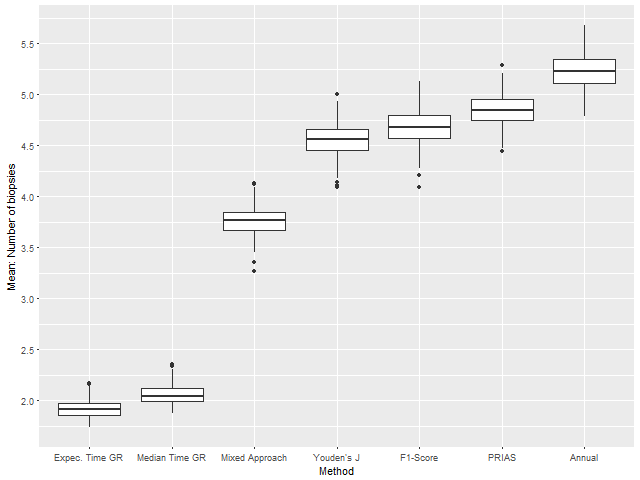 Mean: Number of biopsies
5.5
5.0
4.5
4.0
3.5
3.0
2.5
2.0
Expec. Time GR Median Time GR Mixed Approach Youden's J F1-Score PRIAS Annual
Method